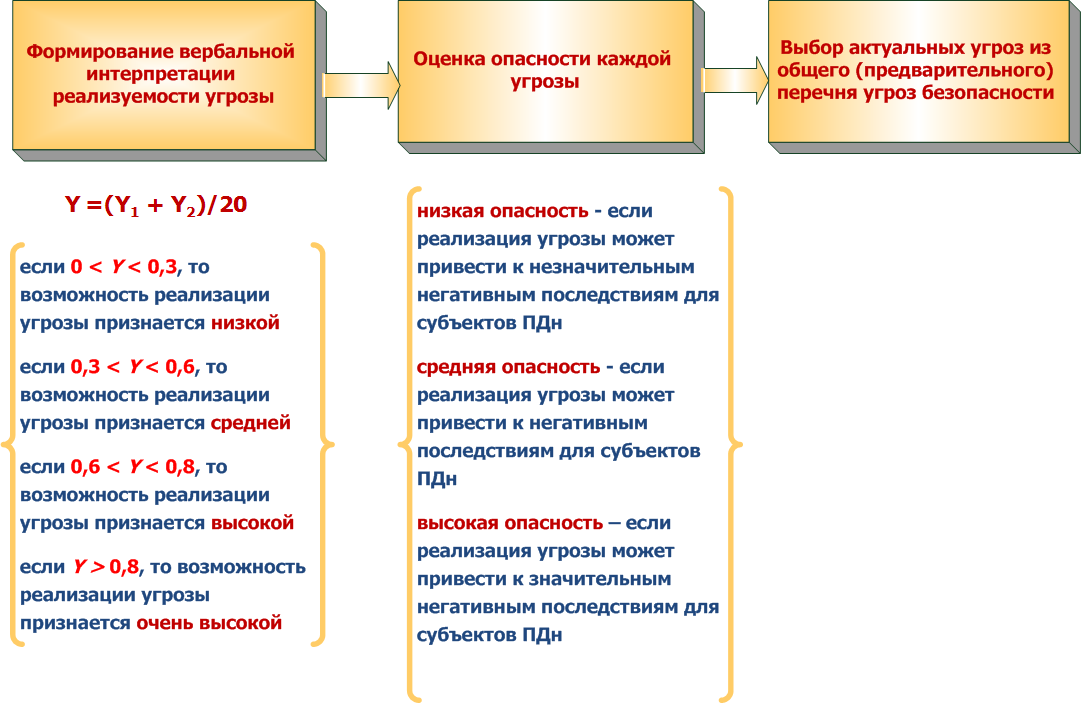 Формирование вербальной
интерпретации
реализуемости угрозы
Оценка опасности каждой
угрозы
Выбор актуальных угроз из
общего (предварительного)
перечня угроз безопасности
Y =(Y₁ + Y₂)/20
если 0 < Y < 0,3, то
возможность реализации
угрозы признается низкой
если 0,3 < Y < 0,6, то
возможность реализации
угрозы признается средней
если 0,6 < Y < 0,8, то
возможность реализации
угрозы признается высокой
если Y > 0,8, то возможность
реализации угрозы
признается очень высокой
низкая опасность - если
реализация угрозы может
привести к незначительным
негативным последствиям для
субъектов ПДн
средняя опасность - если
реализация угрозы может
привести к негативным
последствиям для субъектов
ПДн
высокая опасность – если
реализация угрозы может
привести к значительным
негативным последствиям для
субъектов ПДн